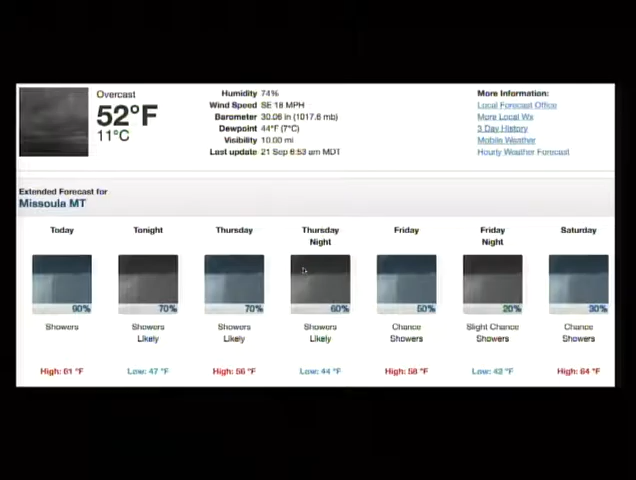 Overcast
52°F
11°C
Humidity 74%
Wind Speed SE 18 MPH
Barometer 30.06 in (1017.6 mb)
Dewpoint 44°F (7°C)
Visibility 10.00 mi
Last update 21 Sep 6:53 am MDT
More Information:
Local Forecast Office
More Local Wx
3 Day History
Mobile Weather
Hourly Weather Forecast
Extended Forecast for
Missoula MT
Today
Tonight
Thursday
Thursday
Night
Friday
Friday
Night
Saturday
90%
70%
70%
60%
50%
20%
30%
Showers
Showers
Likely
Showers
Likely
Showers
Likely
Chance
Showers
Slight Chance
Showers
Chance
Showers
High: 61 °F
Low: 47 °F
High: 56 °F
Low: 44 °F
High: 58 °F
Low: 42 °F
High: 64 °F